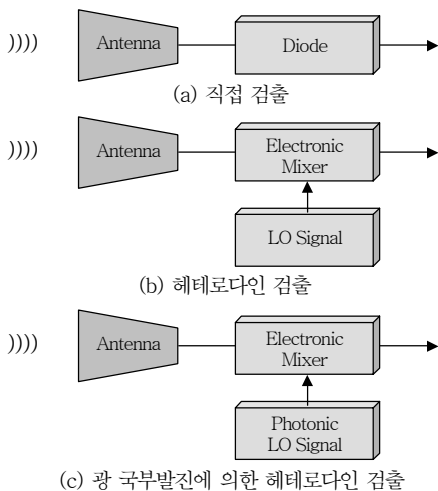 ))))
Antenna
Diode
(a) 직접 검출
))))
Antenna
Electronic
Mixer
LO Signal
(b) 헤테로다인 검출
))))
Antenna
Electronic
Mixer
Photonic
LO Signal
(c) 광 국부발진에 의한 헤테로다인 검출